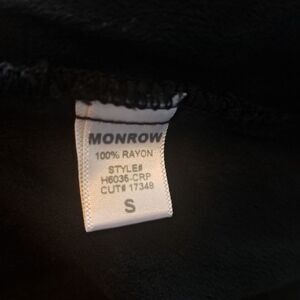 MONROW
100% RAYON
STYLE#
H6036-CRP
CUT# 17348
S